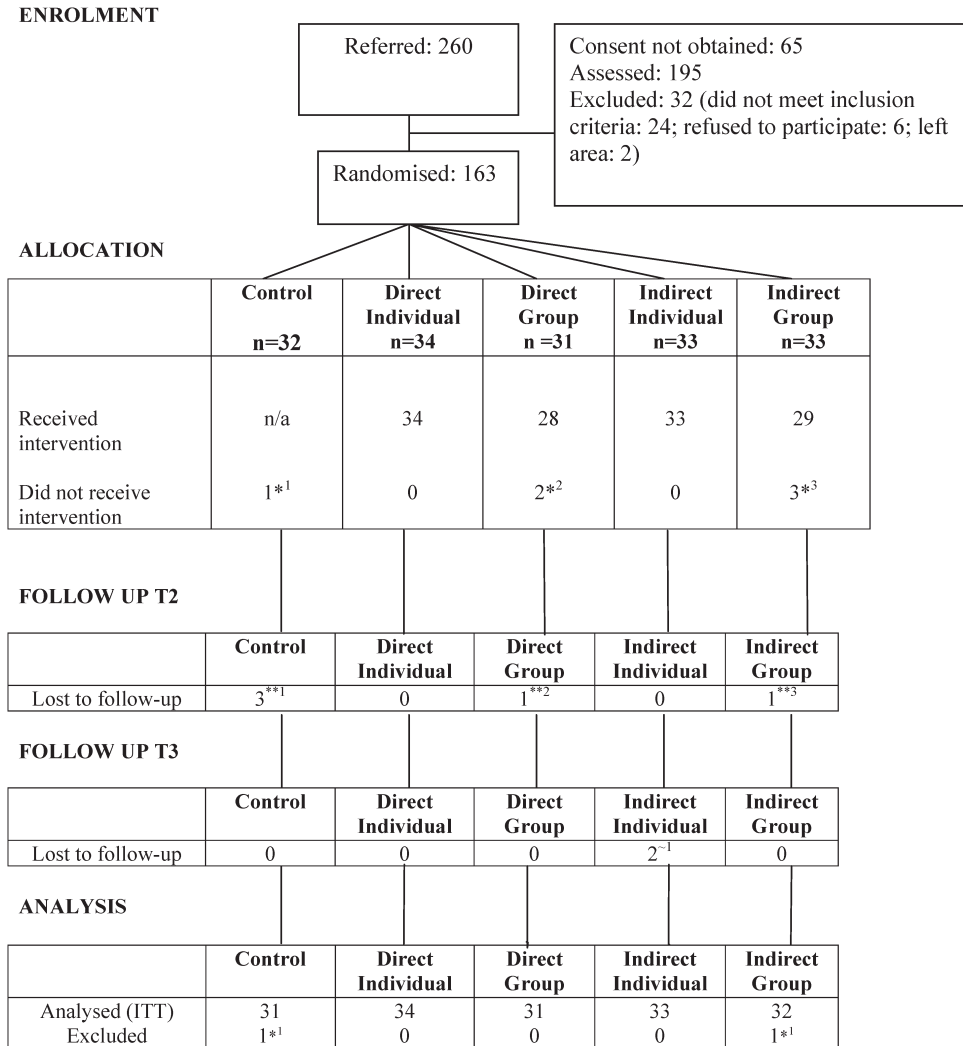 ENROLMENT
Referred: 260
Consent not obtained: 65
Assessed: 195
Excluded: 32 (did not meet inclusion
criteria: 24; refused to participate: 6; left
area: 2)
Randomised: 163
ALLOCATION
Control Direct Direct Indirect Indirect
Individual Group Individual Group
n=32 n=34 n =31 n=33 n=33
Received n/a 34 28 33 29
intervention
Did not receive 1*1 0 2*2 0 3*3
intervention
FOLLOW UP T2
Control Direct Direct Indirect Indirect
Individual Group Individual Group
Lost to follow-up 3**1 0 1**2 0 1**3
FOLLOW UP T3
Control Direct Direct Indirect Indirect
Individual Group Individual Group
Lost to follow-up 0 0 0 2~1 0
ANALYSIS
Control Direct Direct Indirect Indirect
Individual Group Individual Group
Analysed (ITT) 31 34 31 33 32
Excluded 1*1 0 0 0 1*1